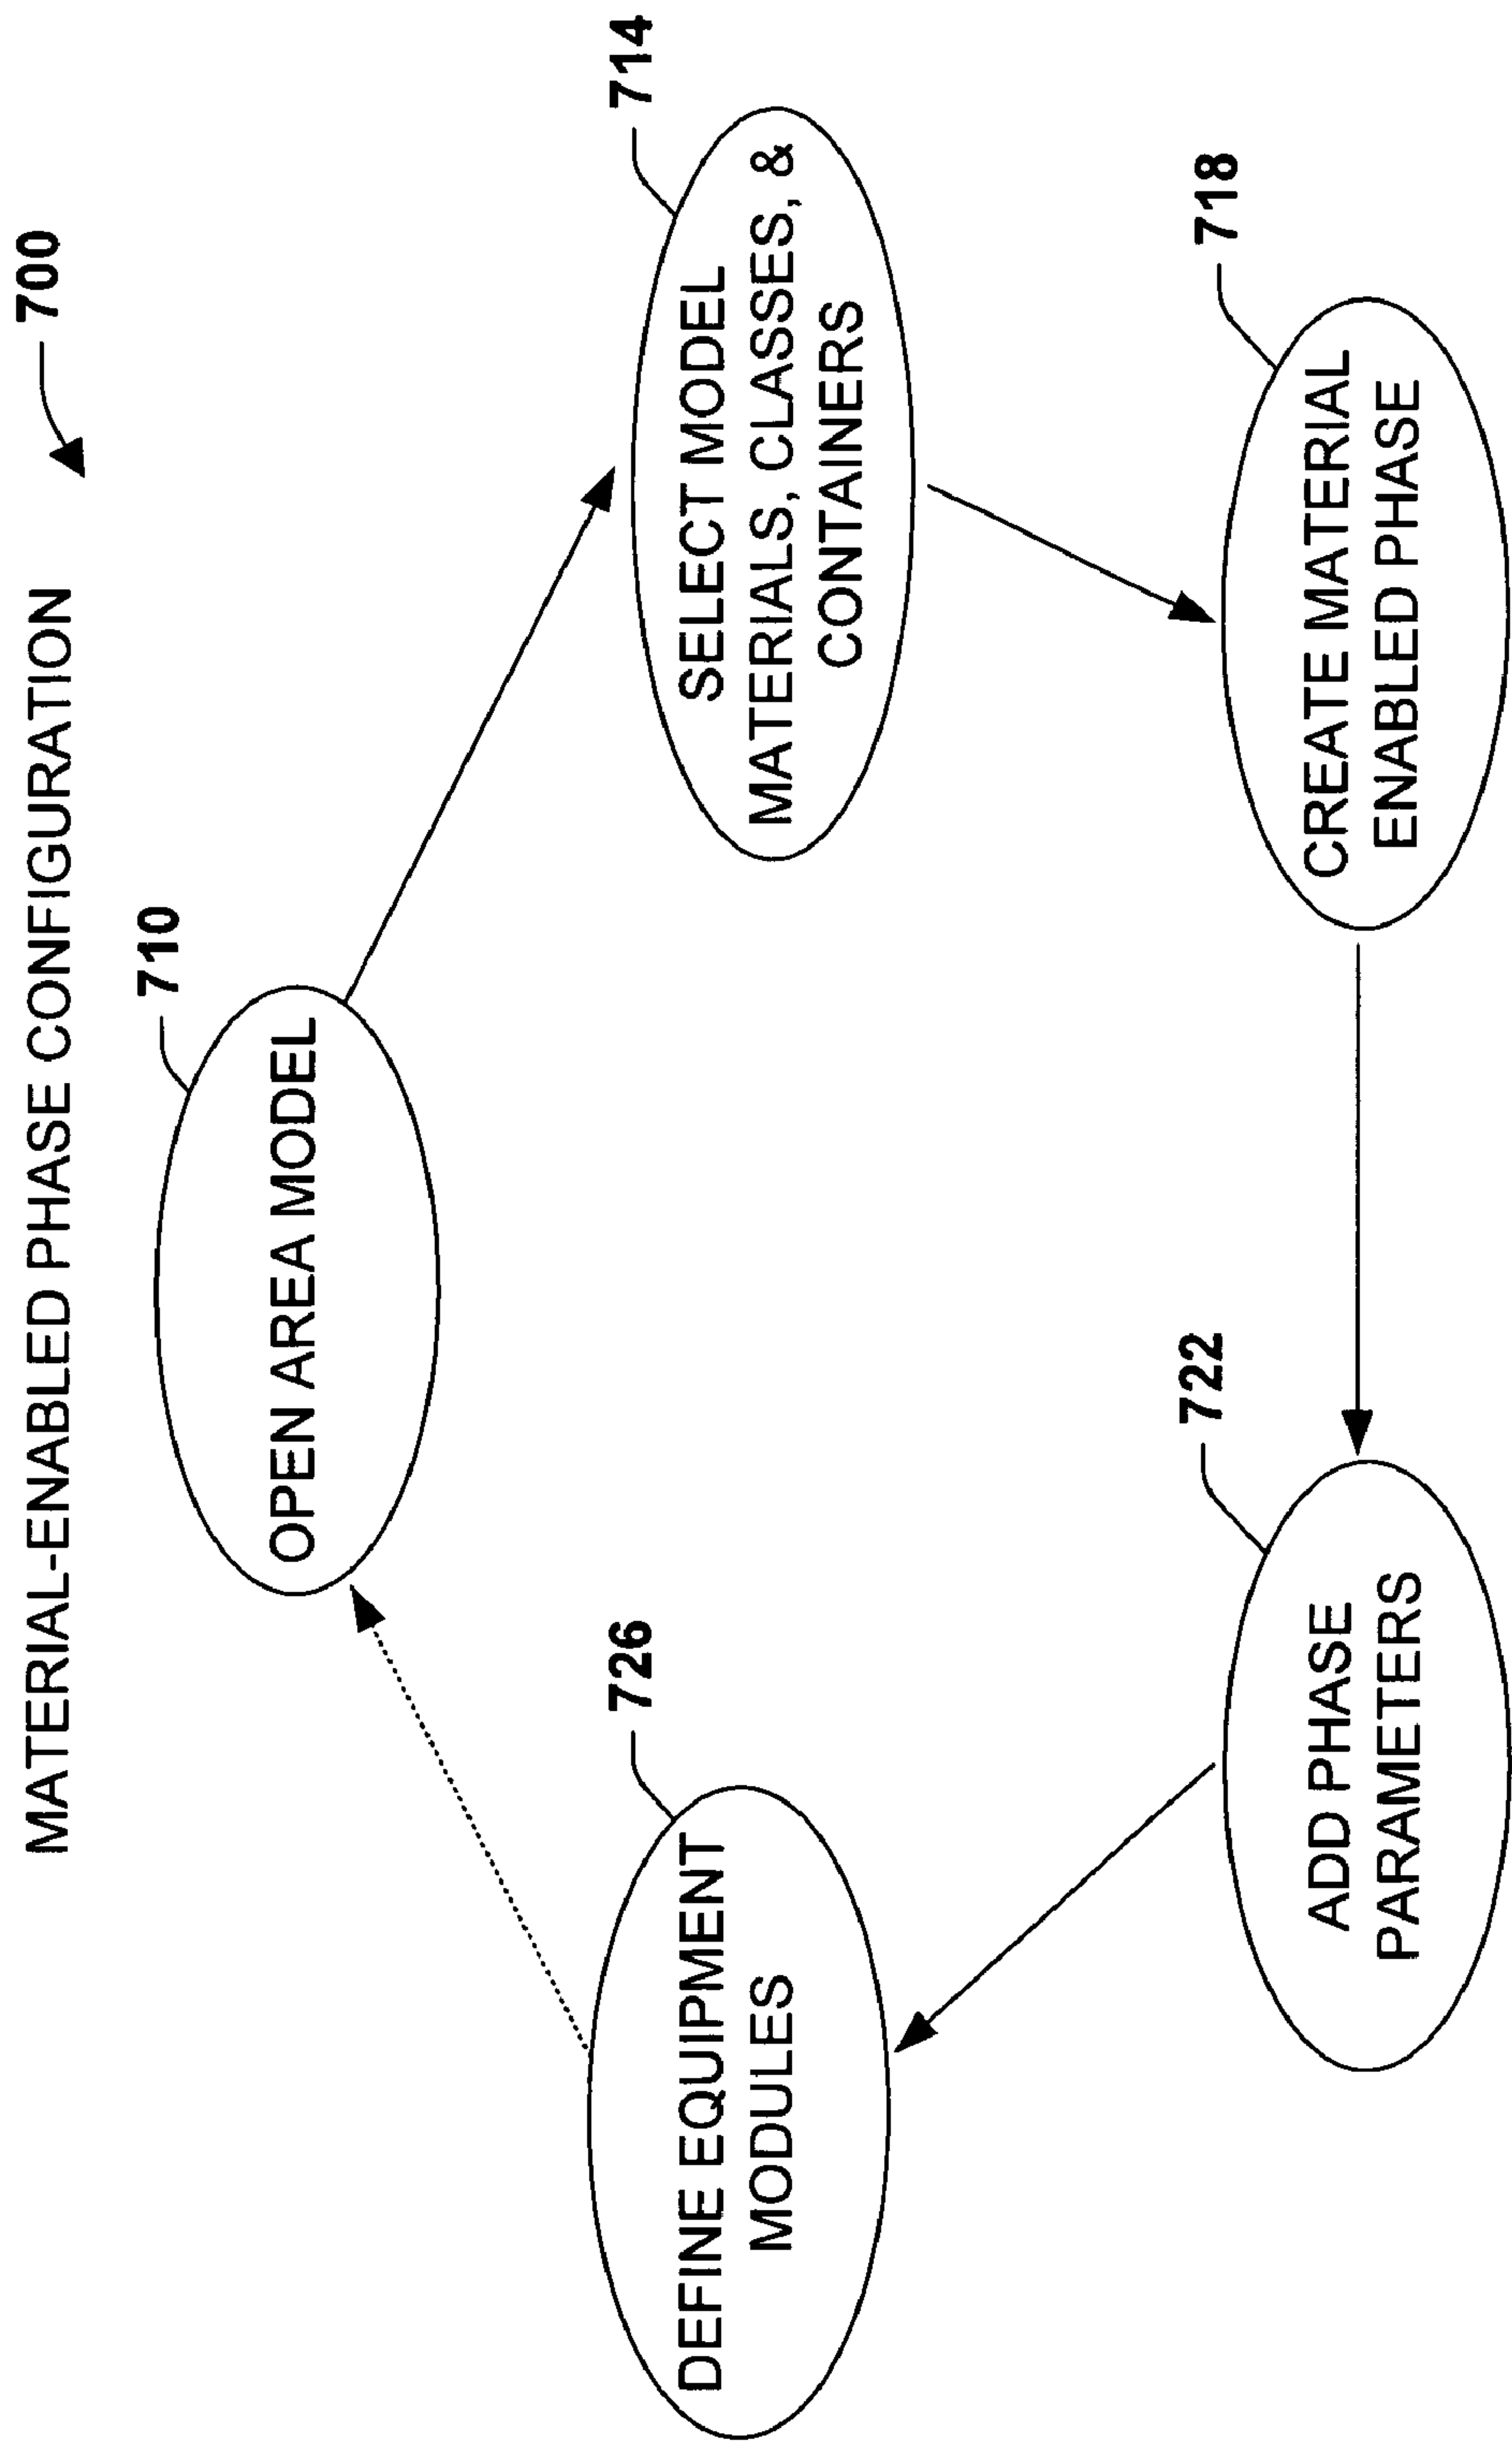 MATERIAL-ENABLED PHASE CONFIGURATION
700
710
OPEN AREA MODEL
714
SELECT MODEL
MATERIALS, CLASSES, &
CONTAINERS
718
CREATE MATERIAL
ENABLED PHASE
722
ADD PHASE
PARAMETERS
726
DEFINE EQUIPMENT
MODULES